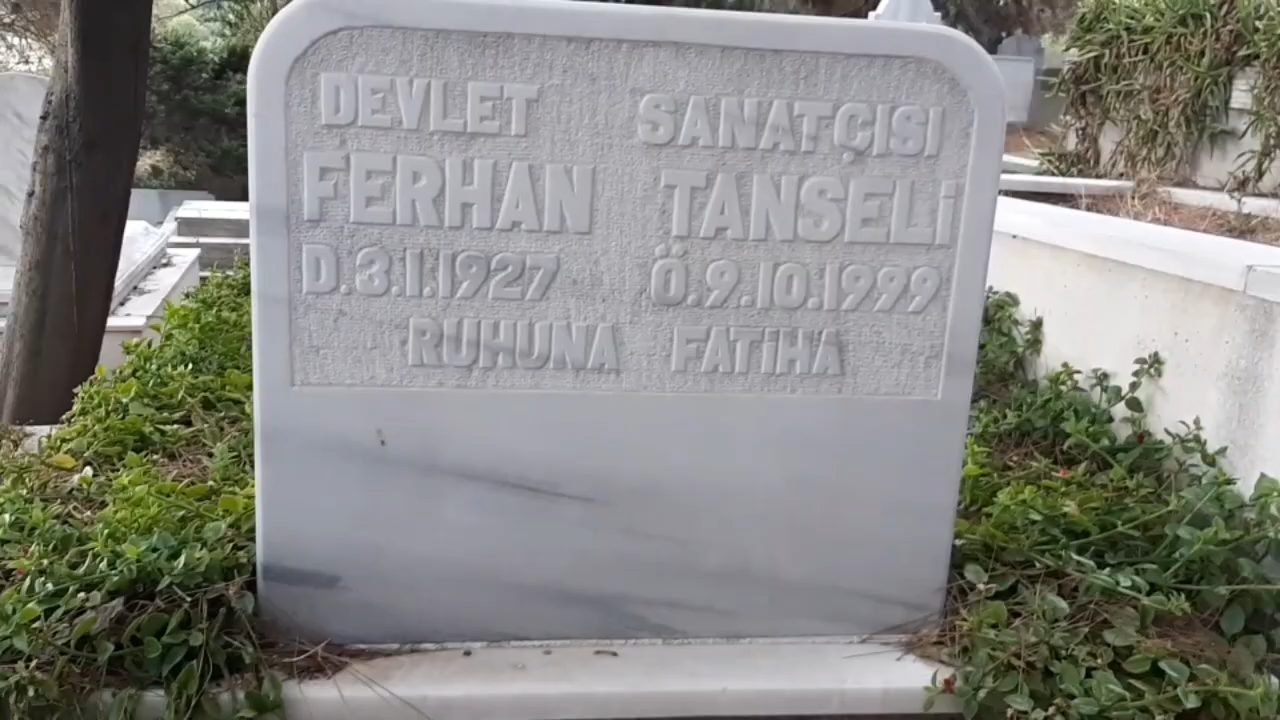 DEVLET SANATÇISI
FERHAN TANSELİ
D.3.1.1927 Ö.9.10.1999
RUHUNA FATİHA